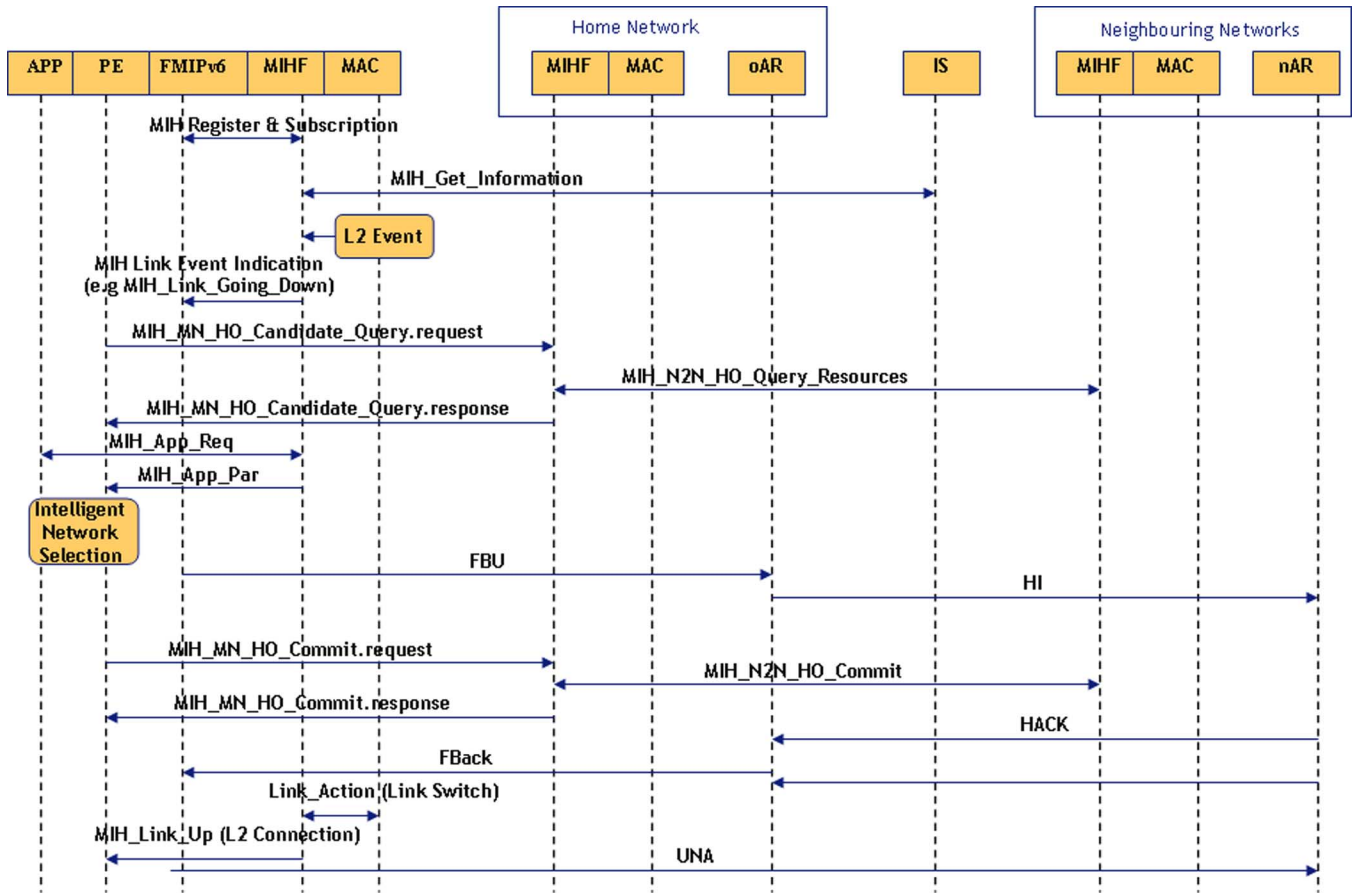 Home Network
Neighbouring Networks
APP PE FMIPv6 MIHF MAC MIHF MAC oAR IS MIHF MAC nAR
MIH Register & Subscription
MIH_Get_Information
L2 Event
MIH Link Event Indication
(e.g MIH_Link_Going_Down)
MIH_MN_HO_Candidate_Query.request
MIH_N2N_HO_Query_Resources
MIH_MN_HO_Candidate_Query.response
MIH_App_Req
MIH_App_Par
Intelligent
Network
Selection
FBU
HI
MIH_MN_HO_Commit.request
MIH_N2N_HO_Commit
MIH_MN_HO_Commit.response
HACK
FBack
Link_Action (Link Switch)
MIH_Link_Up (L2 Connection)
UNA